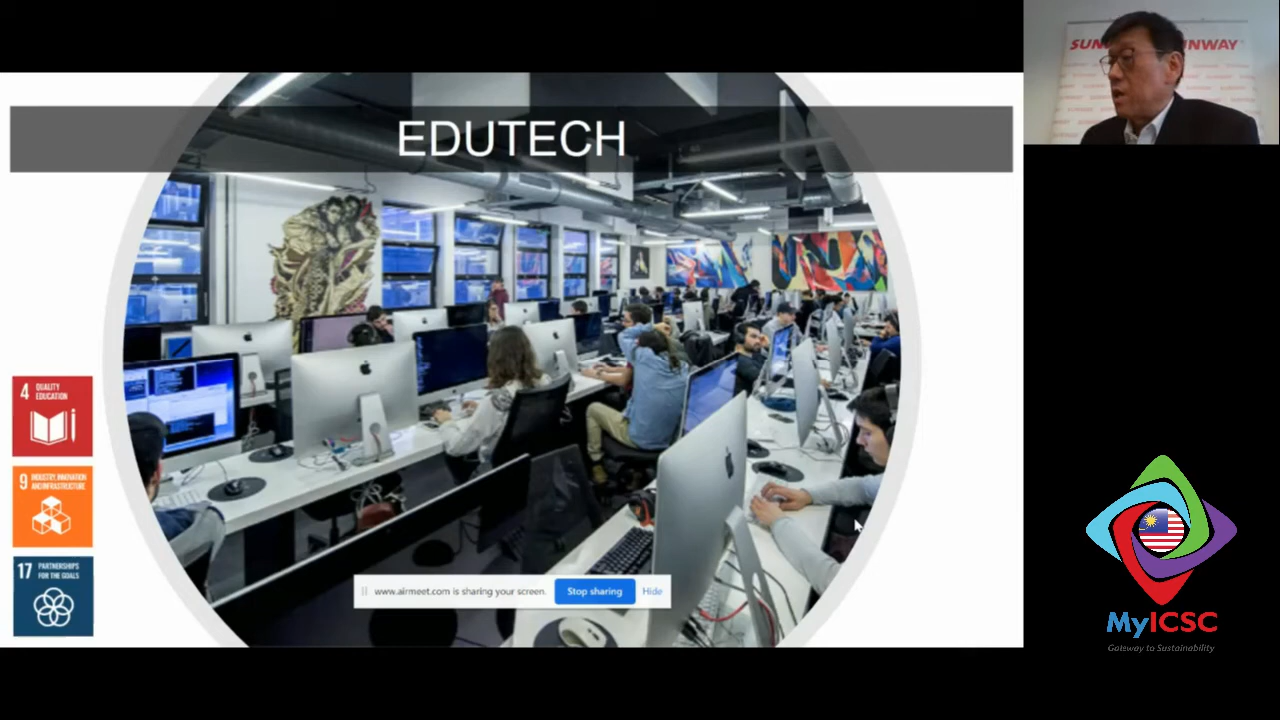 EDUTECH
SUNWAY
4 QUALITY
EDUCATION
9 INDUSTRY, INNOVATION
AND INFRASTRUCTURE
17 PARTNERSHIPS
FOR THE GOALS
www.airmeet.com is sharing your screen.
Stop sharing
Hide
MyICSC
Gateway to Sustainability